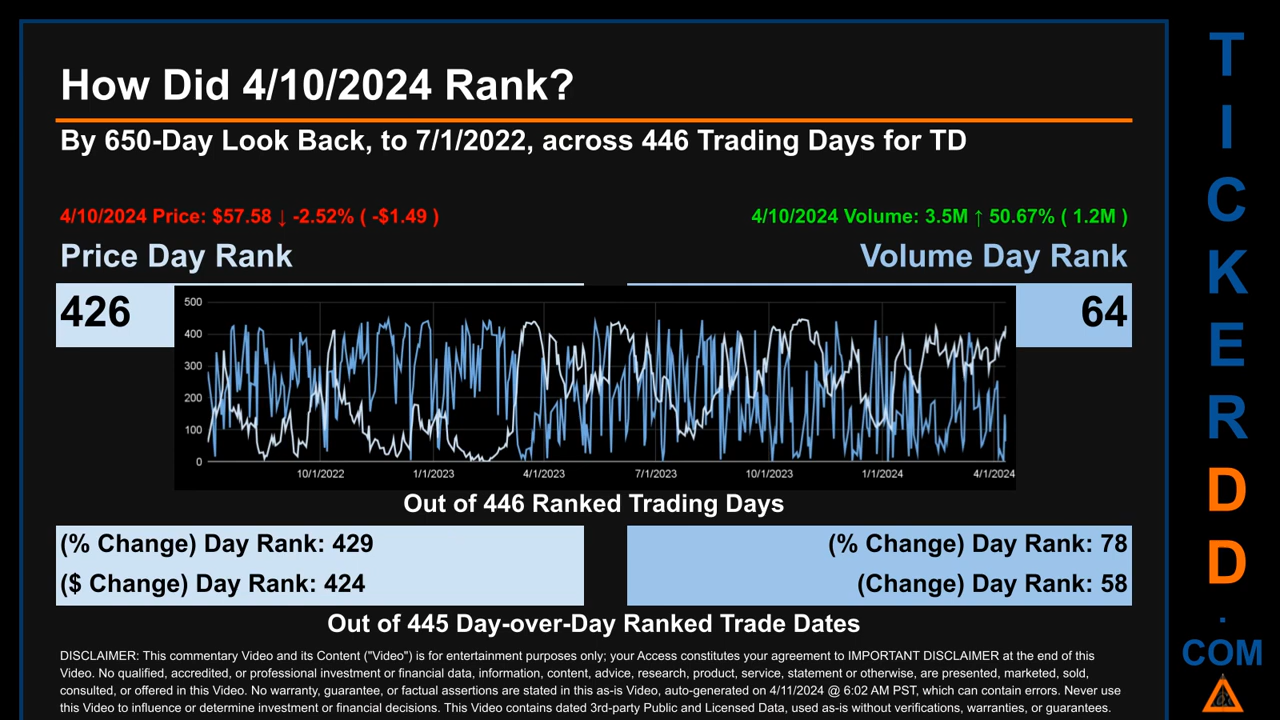 How Did 4/10/2024 Rank?
By 650-Day Look Back, to 7/1/2022, across 446 Trading Days for TD
4/10/2024 Price: $57.58 ↓ -2.52% ( -$1.49 )
4/10/2024 Volume: 3.5M ↑ 50.67% ( 1.2M )
Price Day Rank
Volume Day Rank
426
64
500
400
300
200
100
0
10/1/2022 1/1/2023 4/1/2023 7/1/2023 10/1/2023 1/1/2024 4/1/2024
Out of 446 Ranked Trading Days
(% Change) Day Rank: 429
($ Change) Day Rank: 424
(% Change) Day Rank: 78
(Change) Day Rank: 58
Out of 445 Day-over-Day Ranked Trade Dates
DISCLAIMER: This commentary Video and its Content ("Video") is for entertainment purposes only; your Access constitutes your agreement to IMPORTANT DISCLAIMER at the end of this
Video. No qualified, accredited, or professional investment or financial data, information, content, advice, research, product, service, statement or otherwise, are presented, marketed, sold,
consulted, or offered in this Video. No warranty, guarantee, or factual assertions are stated in this as-is Video, auto-generated on 4/11/2024 @ 6:02 AM PST, which can contain errors. Never use
this Video to influence or determine investment or financial decisions. This Video contains dated 3rd-party Public and Licensed Data, used as-is without verifications, warranties, or guarantees.
T
I
C
K
E
R
D
D
.
COM